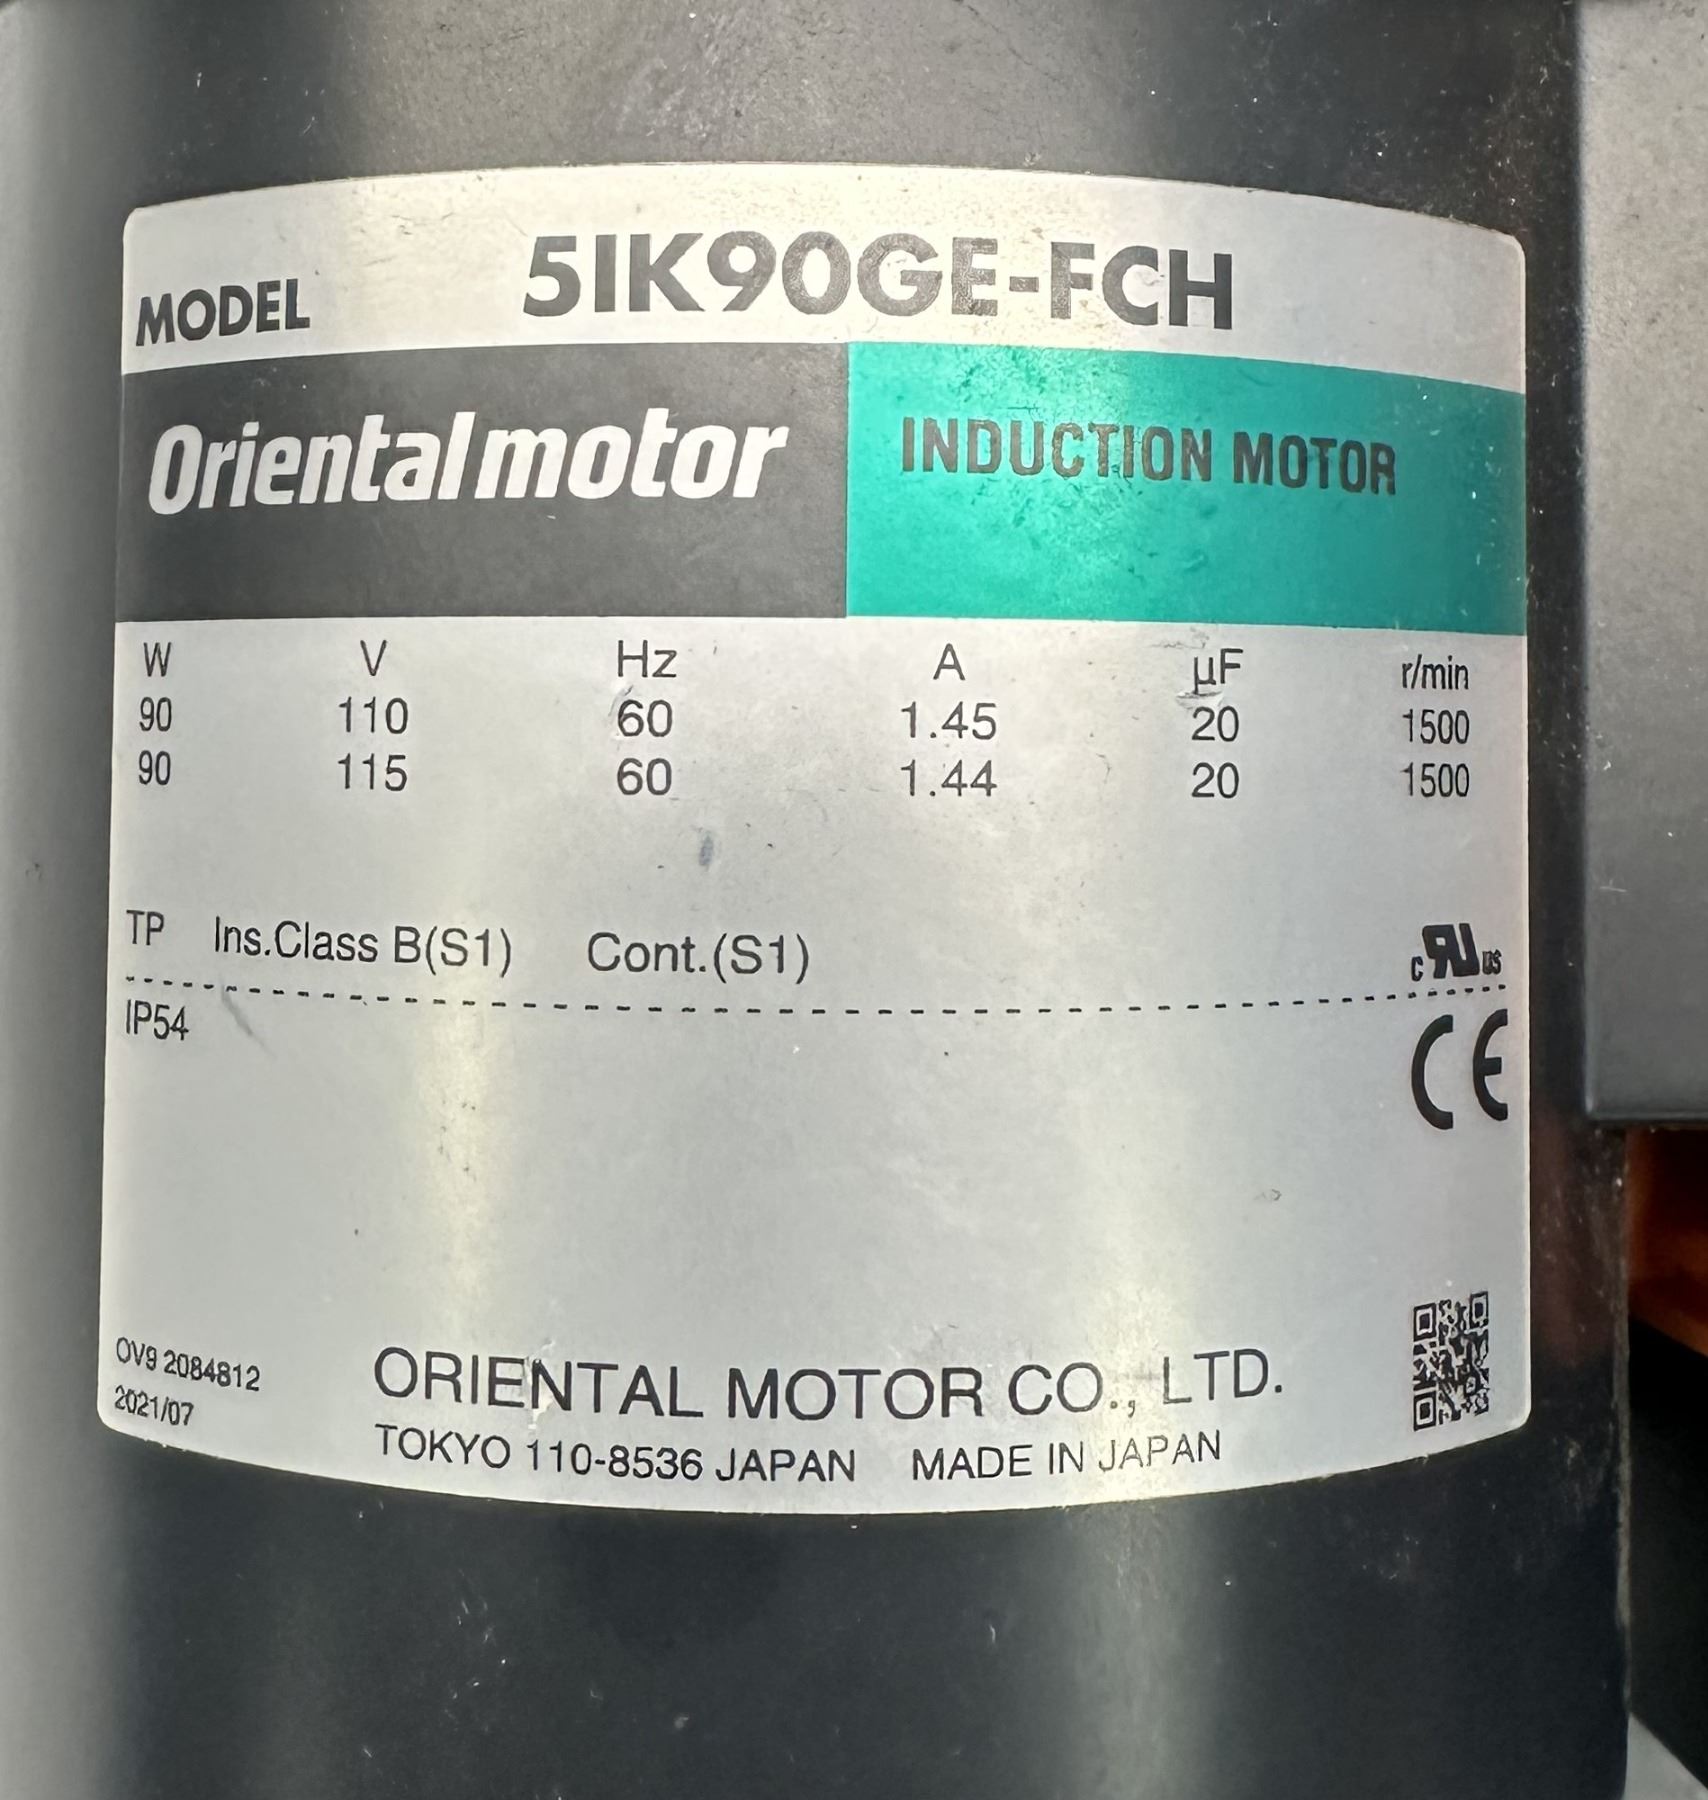 MODEL 5IK90GE-FCH
Orientalmotor INDUCTION MOTOR
W V Hz A µF r/min
90 110 60 1.45 20 1500
90 115 60 1.44 20 1500
TP Ins.Class B(S1) Cont.(S1) c RU us
IP54 CE
OV9 2084812
2021/07
ORIENTAL MOTOR CO., LTD.
TOKYO 110-8536 JAPAN MADE IN JAPAN